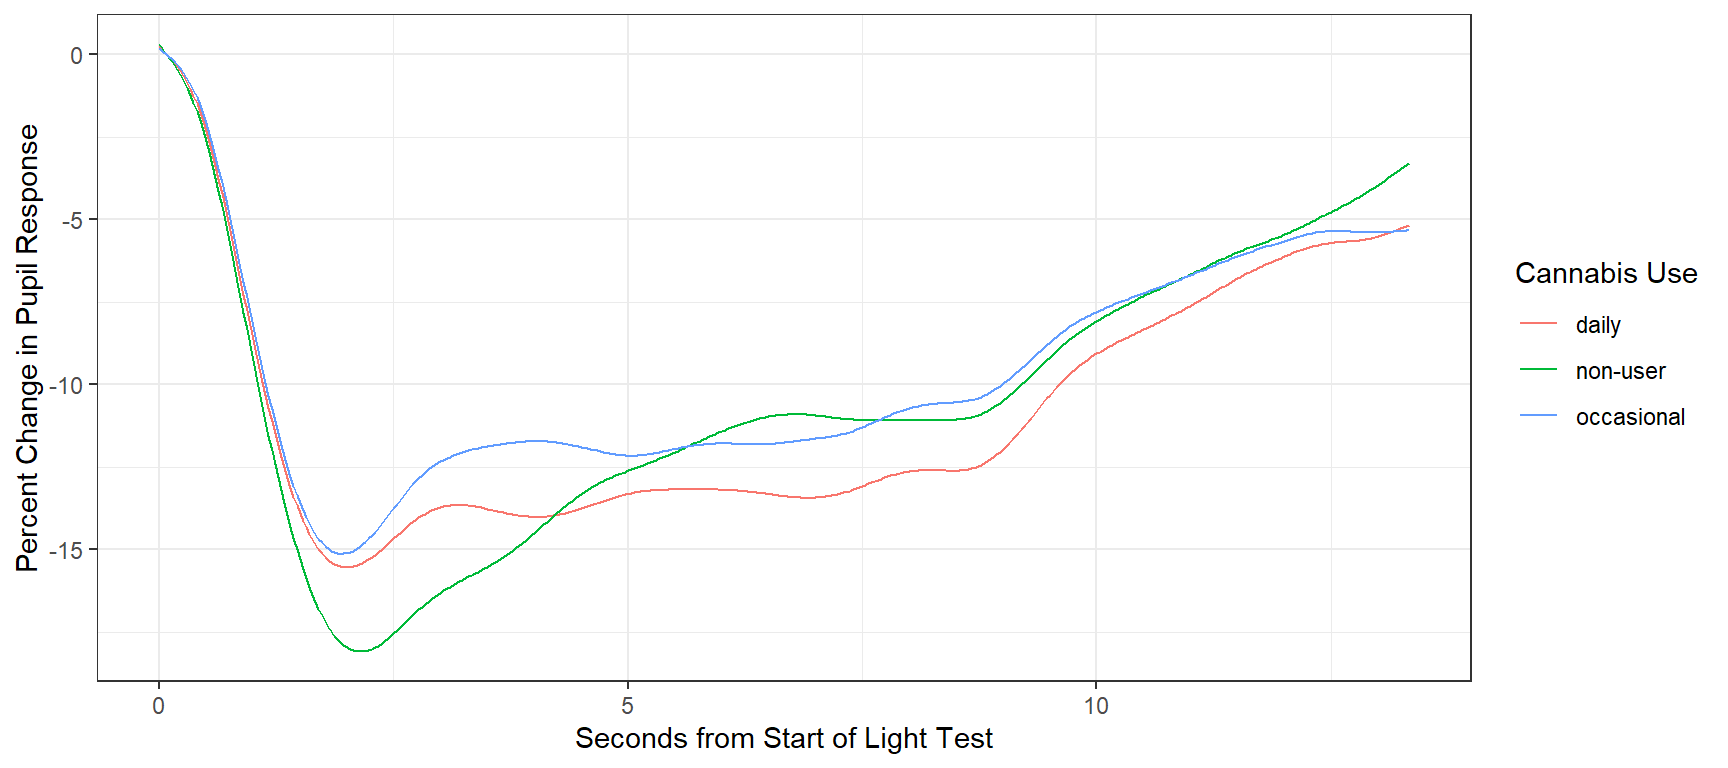 Percent Change in Pupil Response
0
-5
-10
-15
0 5 10
Seconds from Start of Light Test
Cannabis Use
daily
non-user
occasional